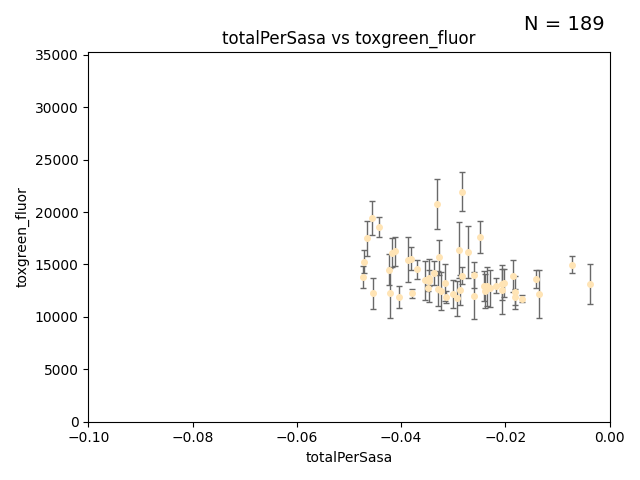 N = 189
totalPerSasa vs toxgreen_fluor
toxgreen_fluor
35000
30000
25000
20000
15000
10000
5000
0
−0.10 −0.08 −0.06 −0.04 −0.02 0.00
totalPerSasa